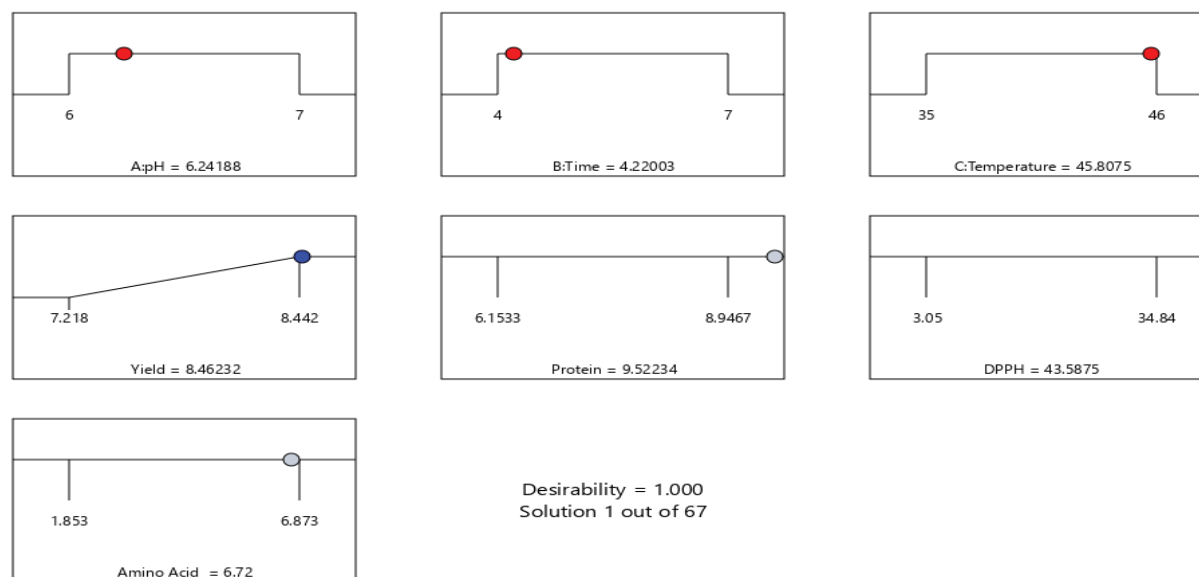 6
7
A:pH = 6.24188
4
7
B:Time = 4.22003
35
46
C:Temperature = 45.8075
7.218
8.442
Yield = 8.46232
6.1533
8.9467
Protein = 9.52234
3.05
34.84
DPPH = 43.5875
1.853
6.873
Amino Acid = 6.72
Desirability = 1.000
Solution 1 out of 67